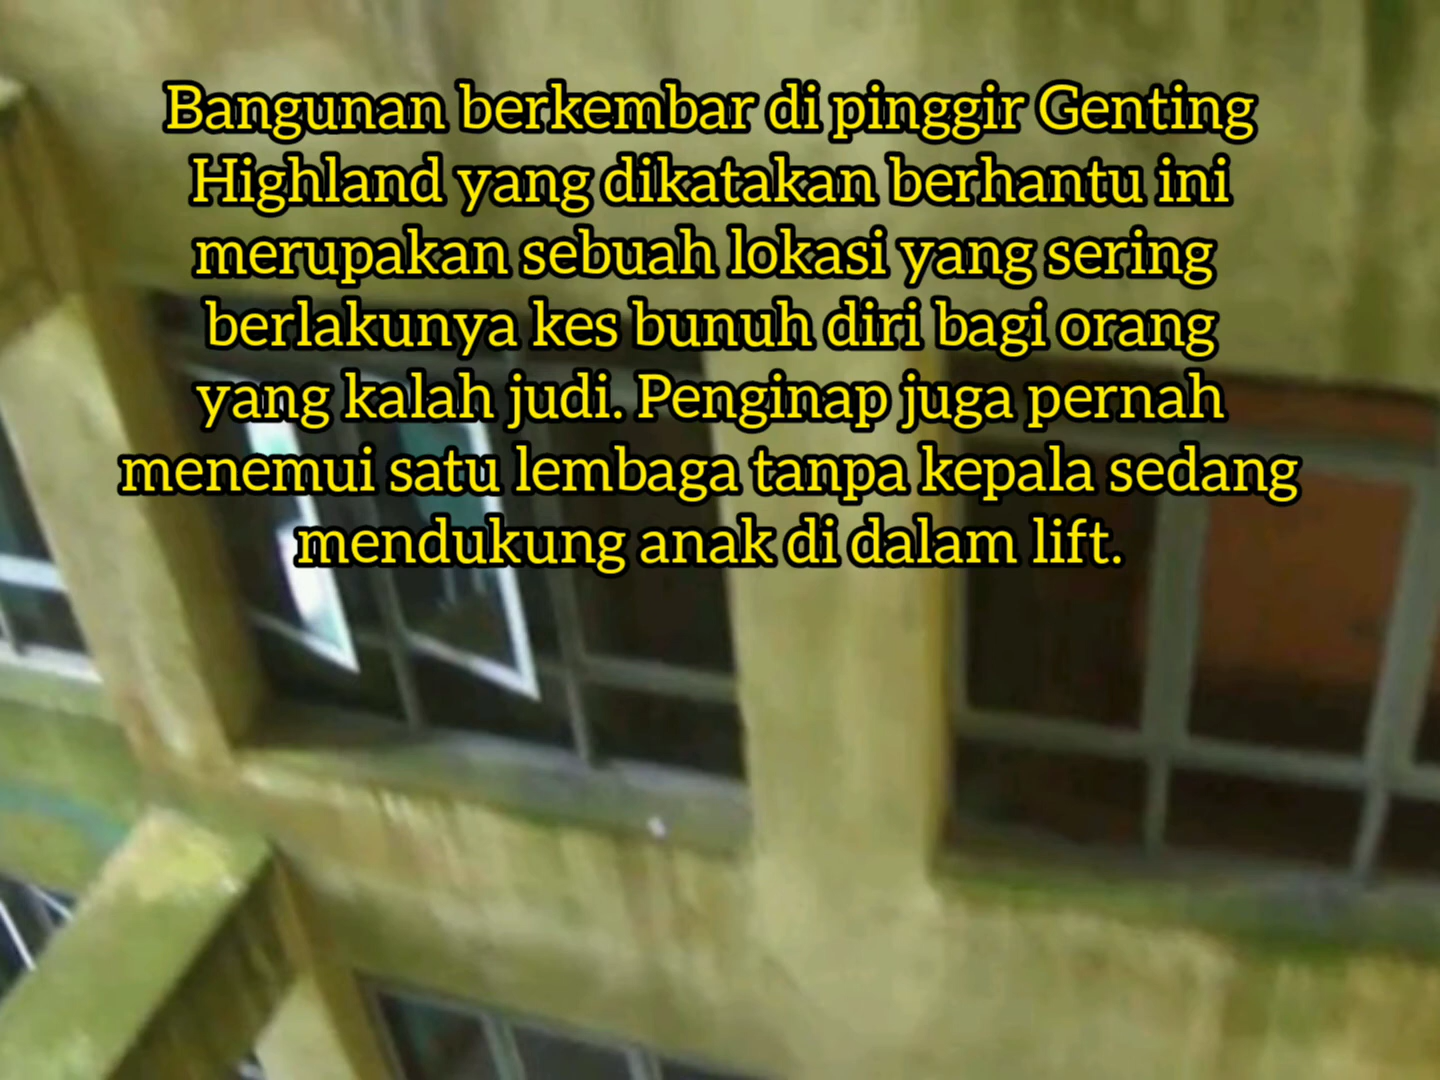 Bangunan berkembar di pinggir Genting
Highland yang dikatakan berhantu ini
merupakan sebuah lokasi yang sering
berlakunya kes bunuh diri bagi orang
yang kalah judi. Penginap juga pernah
menemui satu lembaga tanpa kepala sedang
mendukung anak di dalam lift.